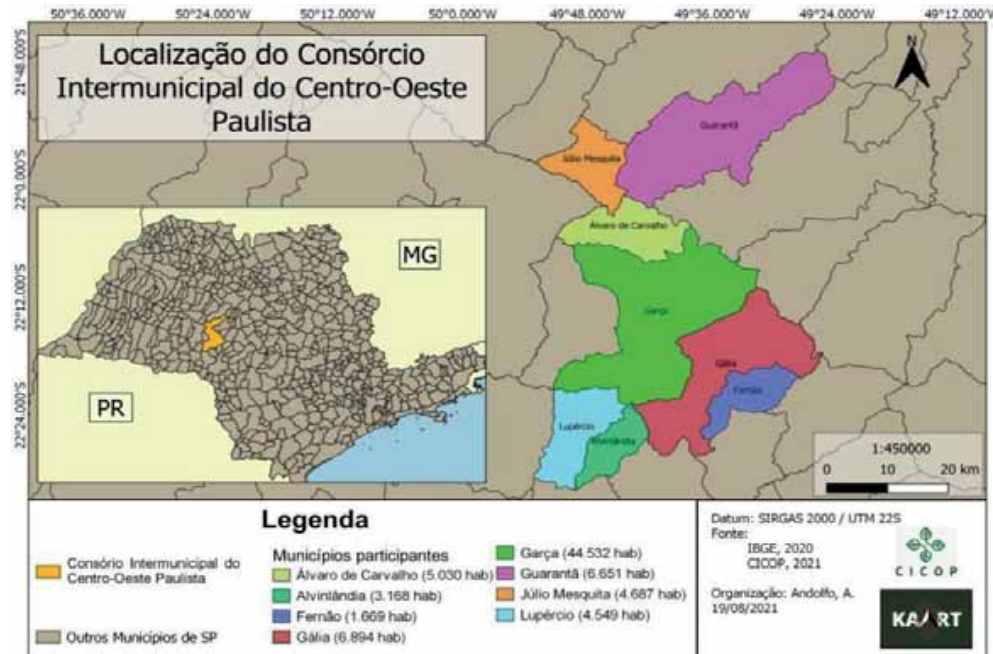 50°36.000'W 50°24.000'W 50°12.000'W 50°0.000'W 49°48.000'W 49°36.000'W 49°24.000'W 49°12.000'W
21°48.000'S
22°0.000'S
22°12.000'S
22°24.000'S
Localização do Consórcio
Intermunicipal do Centro-Oeste
Paulista
N
MG
PR
Guarantã
Júlio Mesquita
Álvaro de Carvalho
Garça
Gália
Fernão
Lupércio
Alvinlândia
1:450000
0 10 20 km
Legenda
Consório Intermunicipal do
Centro-Oeste Paulista
Outros Municípios de SP
Municípios participantes
Álvaro de Carvalho (5.030 hab)
Alvinlândia (3.168 hab)
Fernão (1.669 hab)
Gália (6.894 hab)
Garça (44.532 hab)
Guarantã (6.651 hab)
Júlio Mesquita (4.687 hab)
Lupércio (4.549 hab)
Datum: SIRGAS 2000 / UTM 22S
Fonte:
IBGE, 2020
CICOP, 2021
Organização: Andolfo, A.
19/08/2021
CICOP
KAART